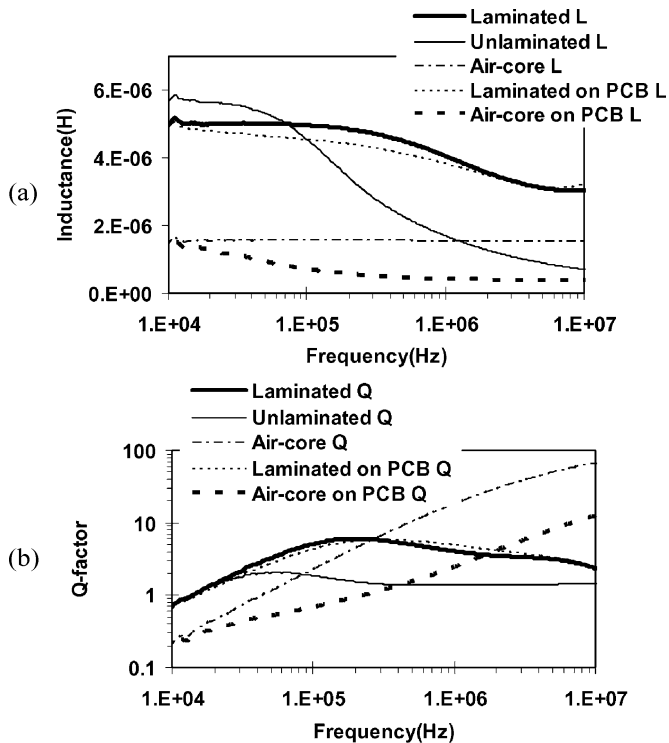 Laminated L
Unlaminated L
Air-core L
Laminated on PCB L
Air-core on PCB L
(a)
Inductance(H)
6.E-06
4.E-06
2.E-06
0.E+00
1.E+04 1.E+05 1.E+06 1.E+07
Frequency(Hz)
Laminated Q
Unlaminated Q
Air-core Q
Laminated on PCB Q
Air-core on PCB Q
(b)
Q-factor
100
10
1
0.1
1.E+04 1.E+05 1.E+06 1.E+07
Frequency(Hz)